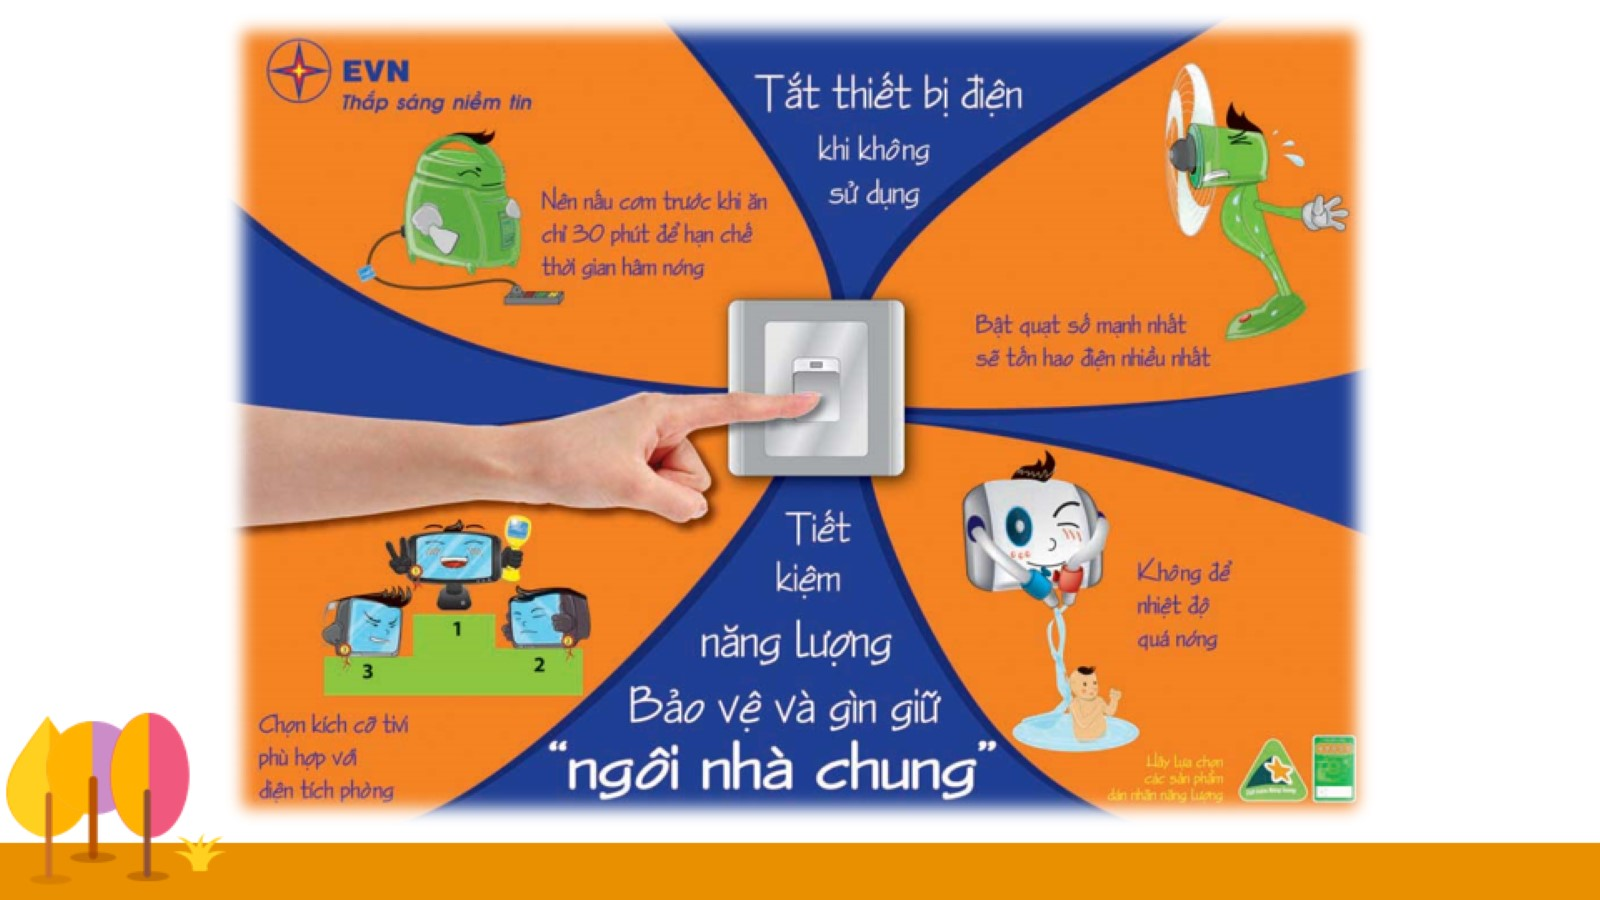 EVN
Thắp sáng niềm tin
Tắt thiết bị điện
khi không
sử dụng
Nên nấu cơm trước khi ăn
chỉ 30 phút để hạn chế
thời gian hâm nóng
Bật quạt số mạnh nhất
sẽ tốn hao điện nhiều nhất
Tiết
kiệm
năng lượng
Bảo vệ và gìn giữ
“ngôi nhà chung”
1
2
3
Chọn kích cỡ tivi
phù hợp với
diện tích phòng
Không để
nhiệt độ
quá nóng
Hãy lựa chọn
các sản phẩm
dán nhãn năng lượng